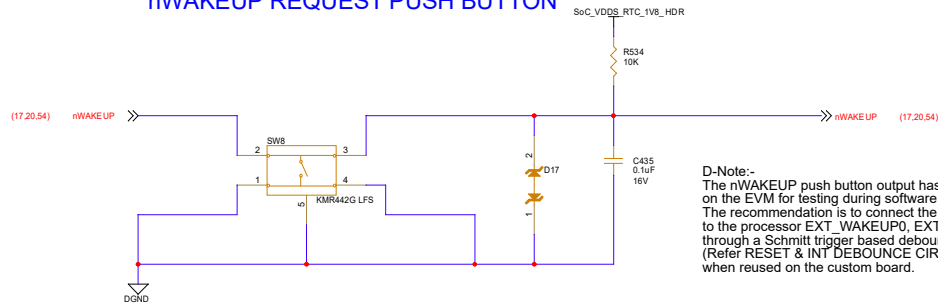 nWAKEUP REQUEST PUSH BUTTON
SoC_VDDS_RTC_1V8_HDR
R534
10K
(17,20,54) nWAKEUP
nWAKEUP (17,20,54)
SW8
2 3
1 4
5
KMR442G LFS
2
D17
1
C435
0.1uF
16V
D-Note:-
The nWAKEUP push button output has
on the EVM for testing during software
The recommendation is to connect the
to the processor EXT_WAKEUP0, EXT
through a Schmitt trigger based debou
(Refer RESET & INT DEBOUNCE CIR
when reused on the custom board.
DGND